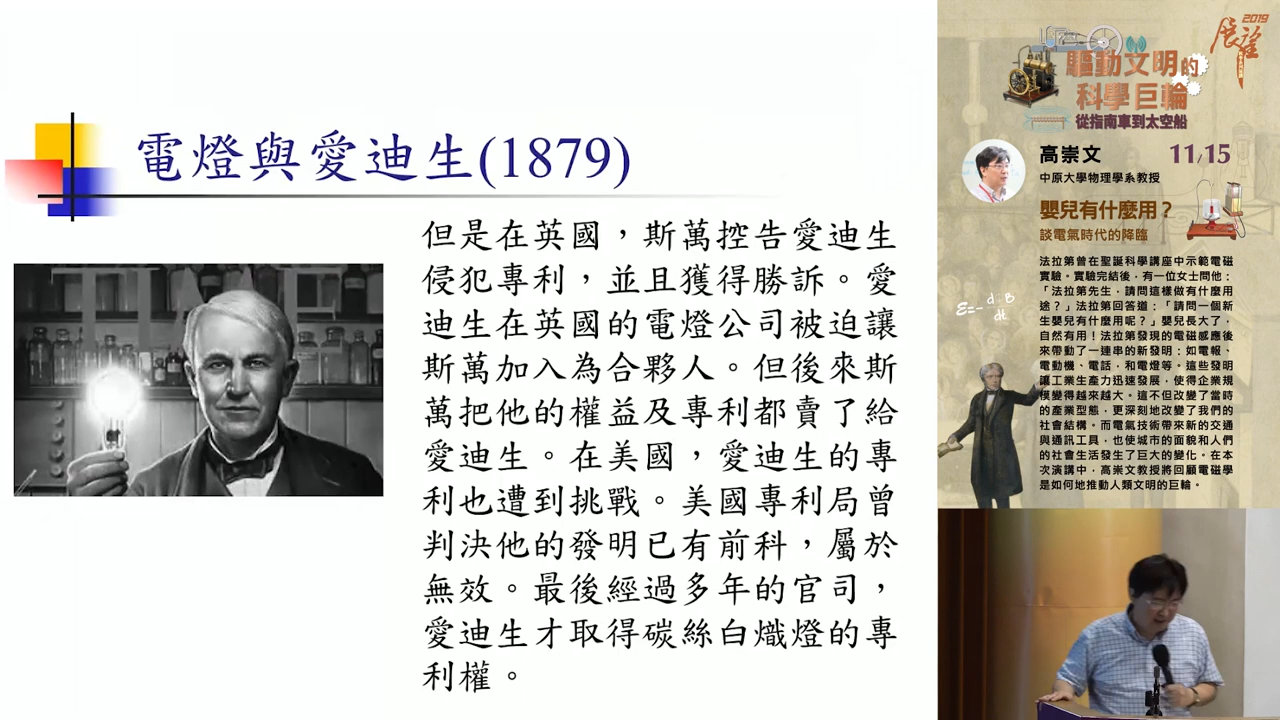 電燈與愛迪生(1879)
但是在英國，斯萬控告愛迪生
侵犯專利，並且獲得勝訴。愛
迪生在英國的電燈公司被迫讓
斯萬加入為合夥人。但後來斯
萬把他的權益及專利都賣了給
愛迪生。在美國，愛迪生的專
利也遭到挑戰。美國專利局曾
判決他的發明已有前科，屬於
無效。最後經過多年的官司，
愛迪生才取得碳絲白熾燈的專
利權。
2019
展望
驅動文明的
科學巨輪
從指南車到太空船
高崇文
11/15
中原大學物理學系教授
嬰兒有什麼用？
談電氣時代的降臨
法拉第曾在聖誕科學講座中示範電磁
實驗。實驗完結後，有一位女士問他：
「法拉第先生，請問這樣做有什麼用
途？」法拉第回答道：「請問一個新
生嬰兒有什麼用呢？」嬰兒長大了，
自然有用！法拉第發現的電磁感應後
來帶動了一連串的新發明：如電報、
電動機、電話，和電燈等。這些發明
讓工業生產力迅速發展，使得企業規
模變得越來越大。這不但改變了當時
的產業型態，更深刻地改變了我們的
社會結構。而電氣技術帶來新的交通
與通訊工具，也使城市的面貌和人們
的社會生活發生了巨大的變化。在本
次演講中，高崇文教授將回顧電磁學
是如何地推動人類文明的巨輪。